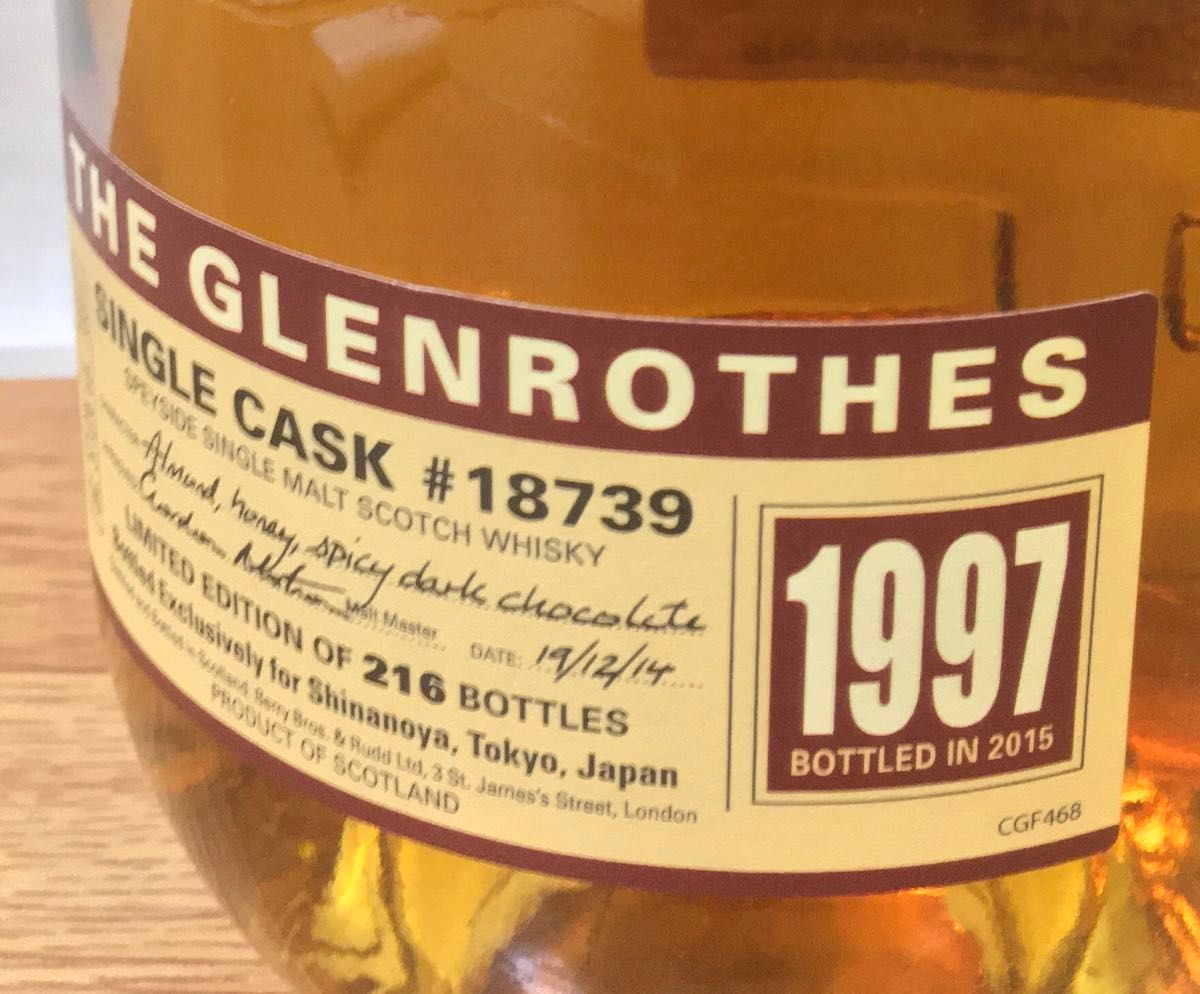 THE GLENROTHES
SINGLE CASK #18739
SPEYSIDE SINGLE MALT SCOTCH WHISKY
Almond, honey, spicy dark chocolate
Malt Master
DATE: 19/12/14
LIMITED EDITION OF 216 BOTTLES
Bottled Exclusively for Shinanoya, Tokyo, Japan
Scotland. Berry Bros. & Rudd Ltd, 3 St. James's Street, London
PRODUCT OF SCOTLAND
1997
BOTTLED IN 2015
CGF468